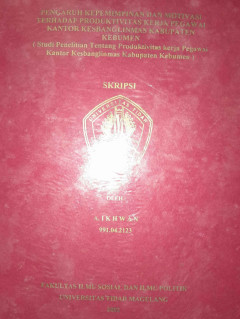 PENGARUH KEPEMIMPINAN DAN MOTIVASI
TERHADAP PRODUKTIVITAS KERJA PEGAWAI
KANTOR KESBANGLINMAS KABUPATEN
KEBUMEN
( Studi Penelitian Tentang Produktivitas kerja Pegawai
Kantor Kesbanglinmas Kabupaten Kebumen )
SKRIPSI
OLEH
IKHWAN
FAKULTAS ILMU SOSIAL DAN ILMU POLITIK
UNIVERSITAS TIDAR MAGELANG